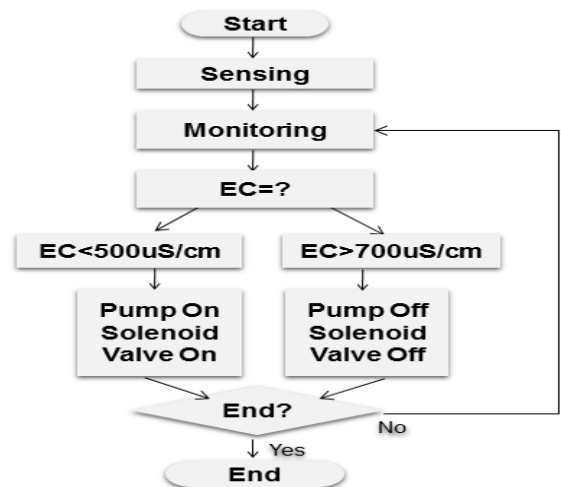 Start
Sensing
Monitoring
EC=?
EC<500uS/cm
EC>700uS/cm
Pump On
Solenoid
Valve On
Pump Off
Solenoid
Valve Off
End?
No
Yes
End